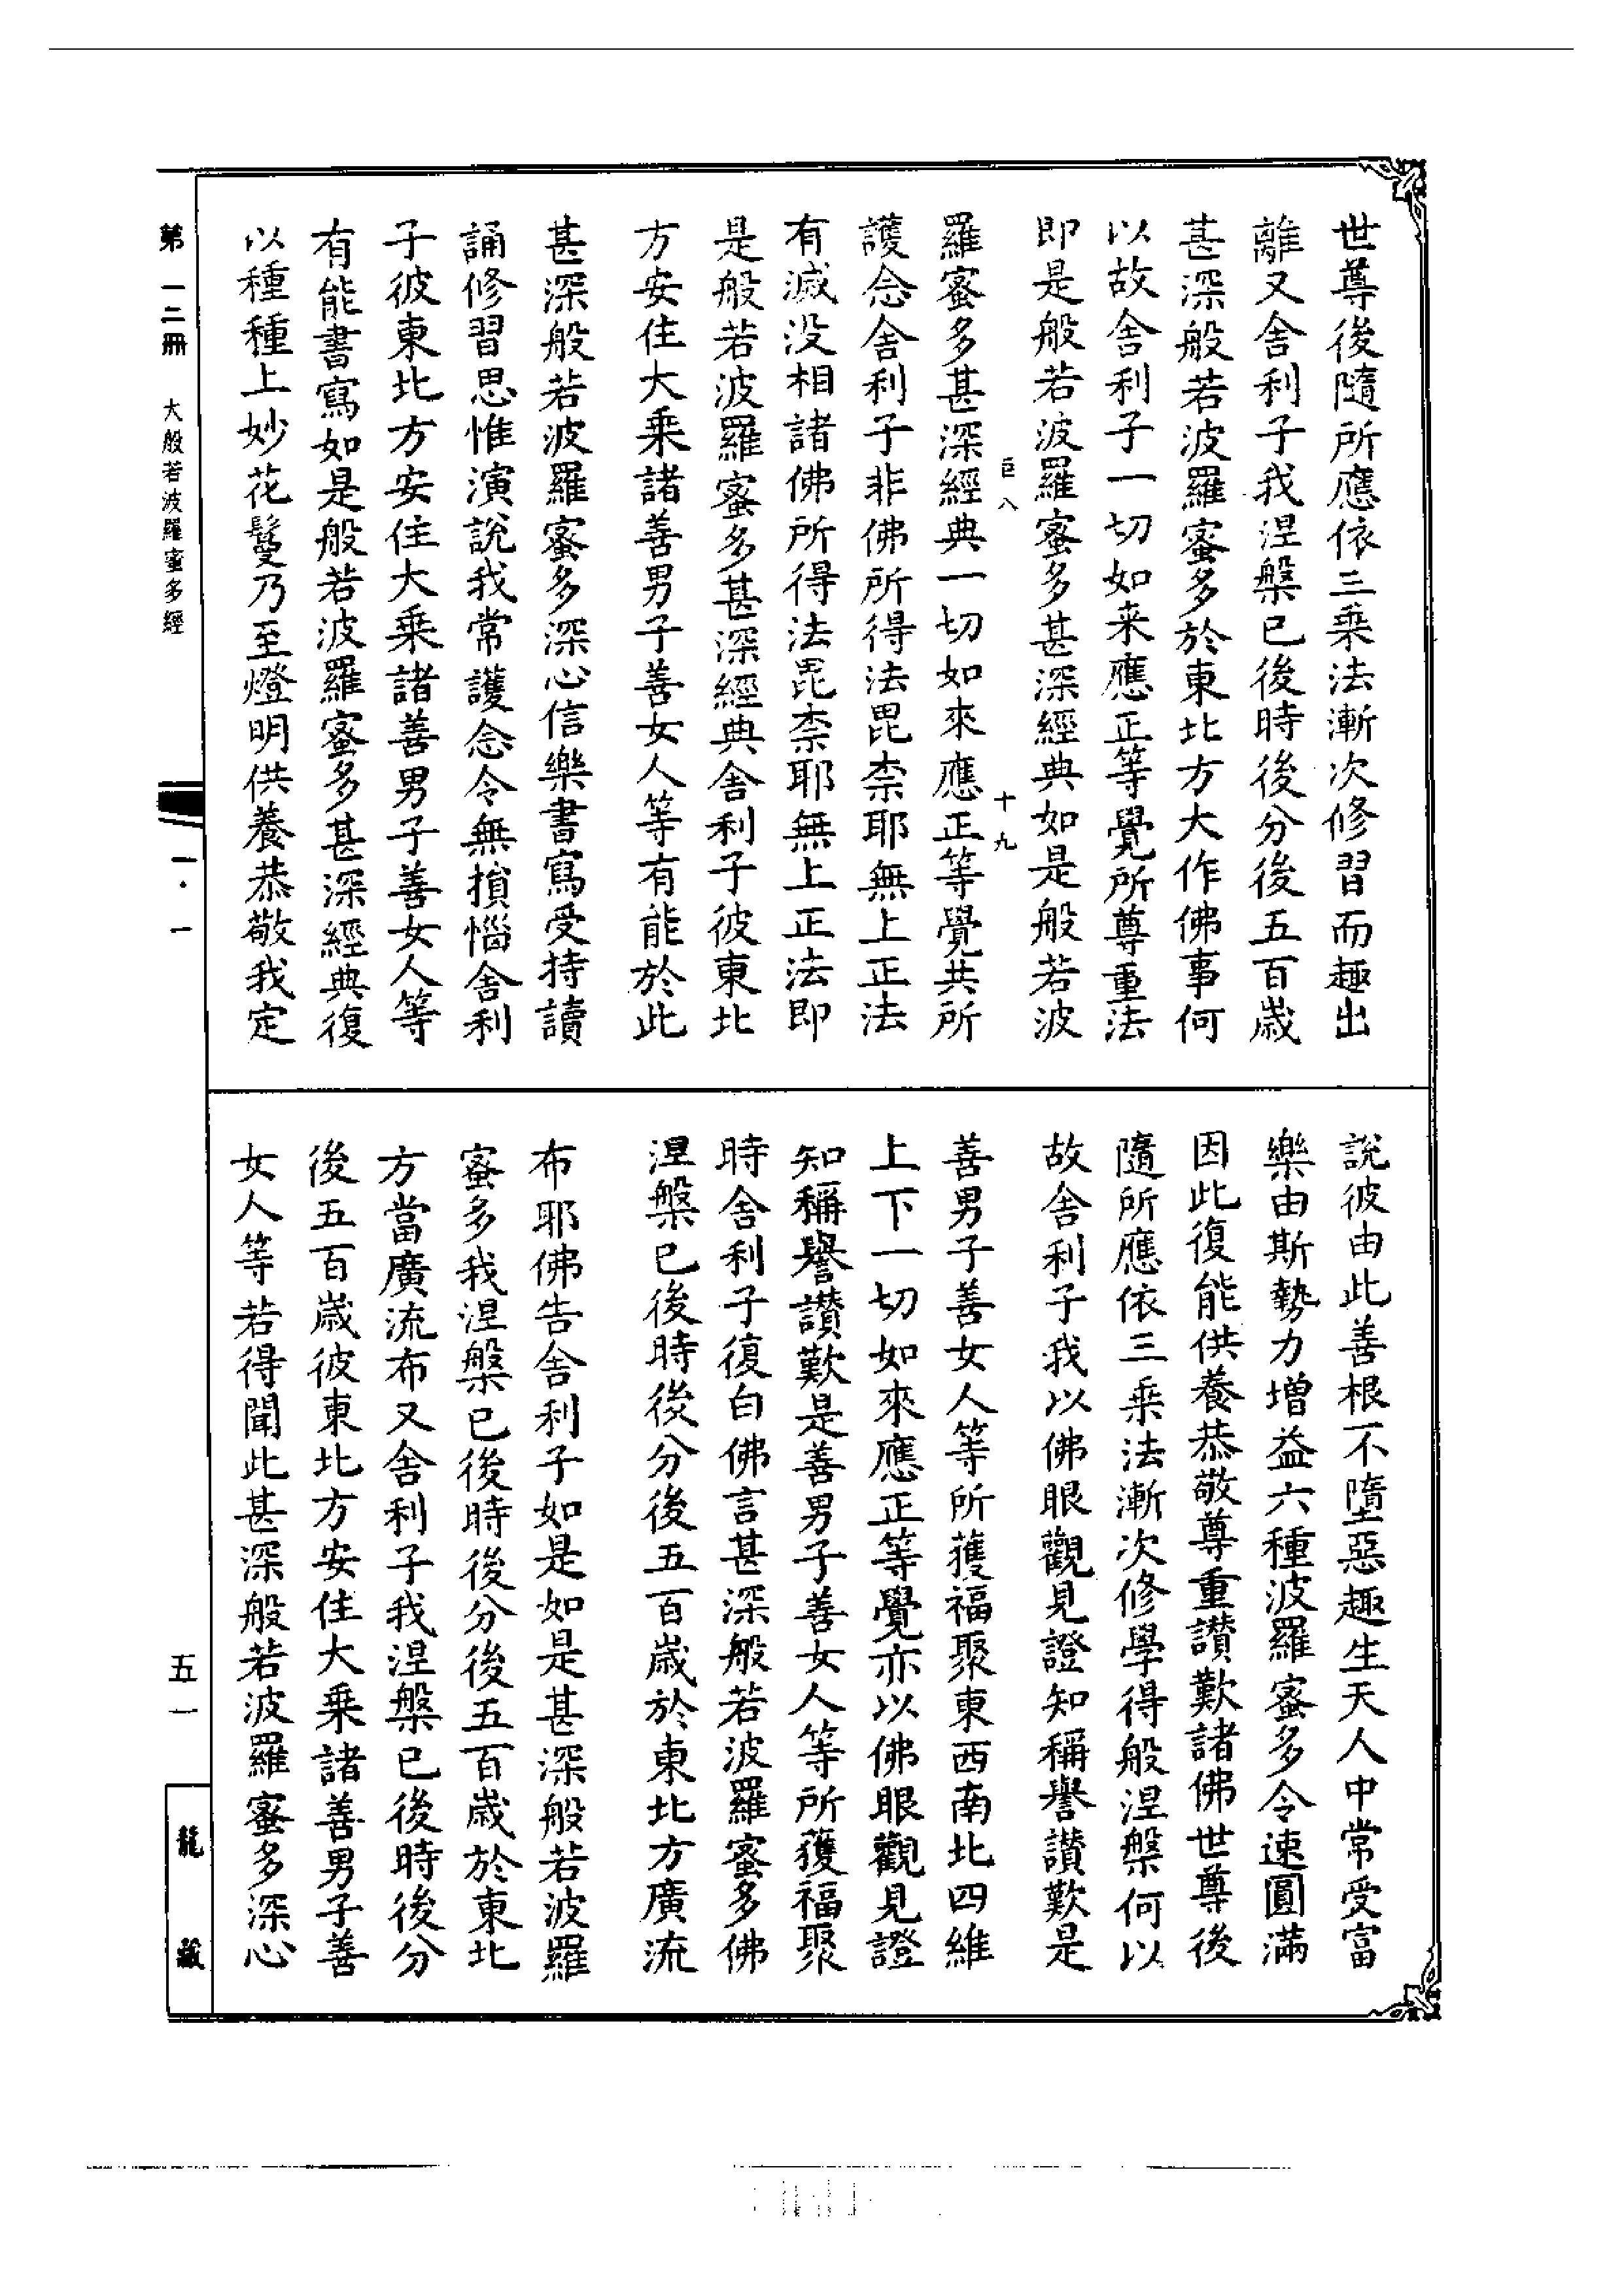 世尊後隨所應依三乘法漸次修習而趣出
離又舍利子我涅槃已後時後分後五百歲
甚深般若波羅蜜多於東北方大作佛事何
以故舍利子一切如来應正等覺所尊重法
即是般若波羅蜜多甚深經典如是般若波
巨八 十九
羅蜜多甚深經典一切如來應正等覺共所
護念舍利子非佛所得法毘柰耶無上正法
有滅没相諸佛所得法毘柰耶無上正法即
是般若波羅蜜多甚深經典舍利子彼東北
方安住大乘諸善男子善女人等有能於此
甚深般若波羅蜜多深心信樂書寫受持讀
誦修習思惟演說我常護念令無損惱舍利
子彼東北方安住大乘諸善男子善女人等
有能書寫如是般若波羅蜜多甚深經典復
以種種上妙花鬘乃至燈明供養恭敬我定
說彼由此善根不墮惡趣生天人中常受富
樂由斯勢力增益六種波羅蜜多令速圓滿
因此復能供養恭敬尊重讚歎諸佛世尊後
隨所應依三乘法漸次修學得般涅槃何以
故舍利子我以佛眼觀見證知稱譽讚歎是
善男子善女人等所獲福聚東西南北四維
上下一切如來應正等覺亦以佛眼觀見證
知稱譽讚歎是善男子善女人等所獲福聚
時舍利子復白佛言甚深般若波羅蜜多佛
涅槃已後時後分後五百歲於東北方廣流
布耶佛告舍利子如是如是甚深般若波羅
蜜多我涅槃已後時後分後五百歲於東北
方當廣流布又舍利子我涅槃已後時後分
後五百歲彼東北方安住大乘諸善男子善
女人等若得聞此甚深般若波羅蜜多深心
第一二冊 大般若波羅蜜多經
一·一
五一
龍藏